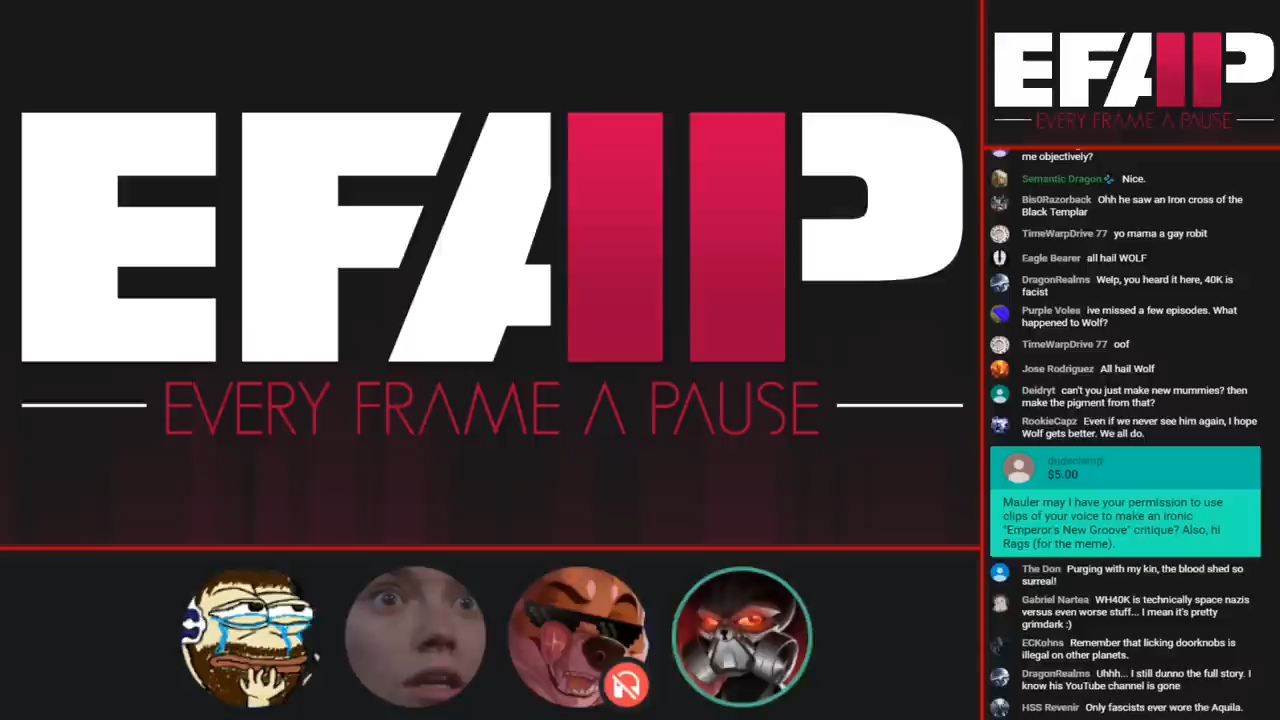 EFAP
EVERY FRAME A PAUSE
EFAP
EVERY FRAME A PAUSE
me objectively?
Semantic Dragon Nice.
Bis0Razorback Ohh he saw an Iron cross of the
Black Templar
TimeWarpDrive 77 yo mama a gay robit
Eagle Bearer all hail WOLF
DragonRealms Welp, you heard it here, 40K is
facist
Purple Voles ive missed a few episodes. What
happened to Wolf?
TimeWarpDrive 77 oof
Jose Rodriguez All hail Wolf
Deidryt can't you just make new mummies? then
make the pigment from that?
RookieCapz Even if we never see him again, I hope
Wolf gets better. We all do.
$5.00
Mauler may I have your permission to use
clips of your voice to make an ironic
"Emperor's New Groove" critique? Also, hi
Rags (for the meme).
The Don Purging with my kin, the blood shed so
surreal!
Gabriel Nartea WH40K is technically space nazis
versus even worse stuff... I mean it's pretty
grimdark :)
ECKohns Remember that licking doorknobs is
illegal on other planets.
DragonRealms Uhhh... I still dunno the full story. I
know his YouTube channel is gone
HSS Revenir Only fascists ever wore the Aquila.